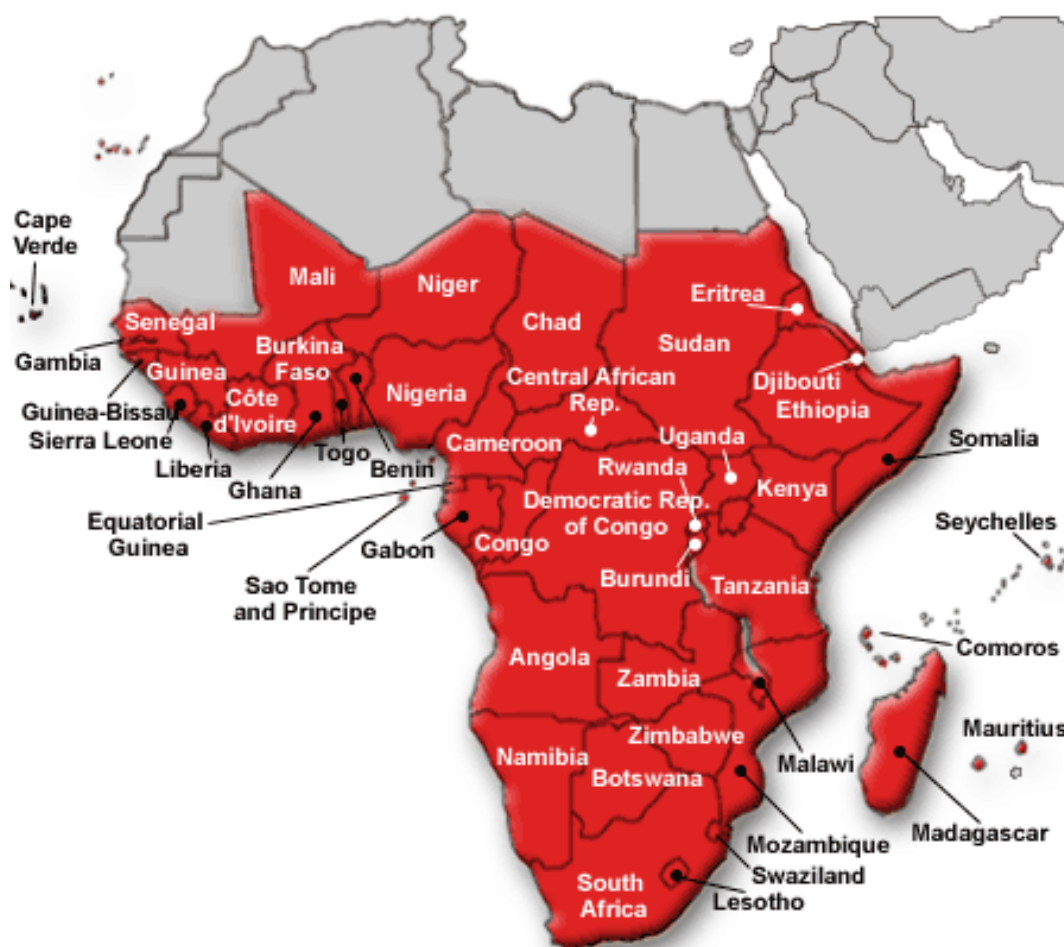 Cape
Verde
Mali
Niger
Eritrea
Chad
Senegal
Sudan
Gambia
Burkina
Faso
Guinea
Nigeria
Central African
Rep.
Djibouti
Côte
d'Ivoire
Ethiopia
Guinea-Bissau
Sierra Leone
Cameroon
Uganda
Somalia
Togo
Liberia
Benin
Rwanda
Ghana
Kenya
Democratic Rep.
of Congo
Equatorial
Guinea
Seychelles
Gabon
Congo
Burundi
Tanzania
Sao Tome
and Principe
Comoros
Angola
Zambia
Mauritius
Zimbabwe
Namibia
Malawi
Botswana
Madagascar
Mozambique
Swaziland
South
Africa
Lesotho